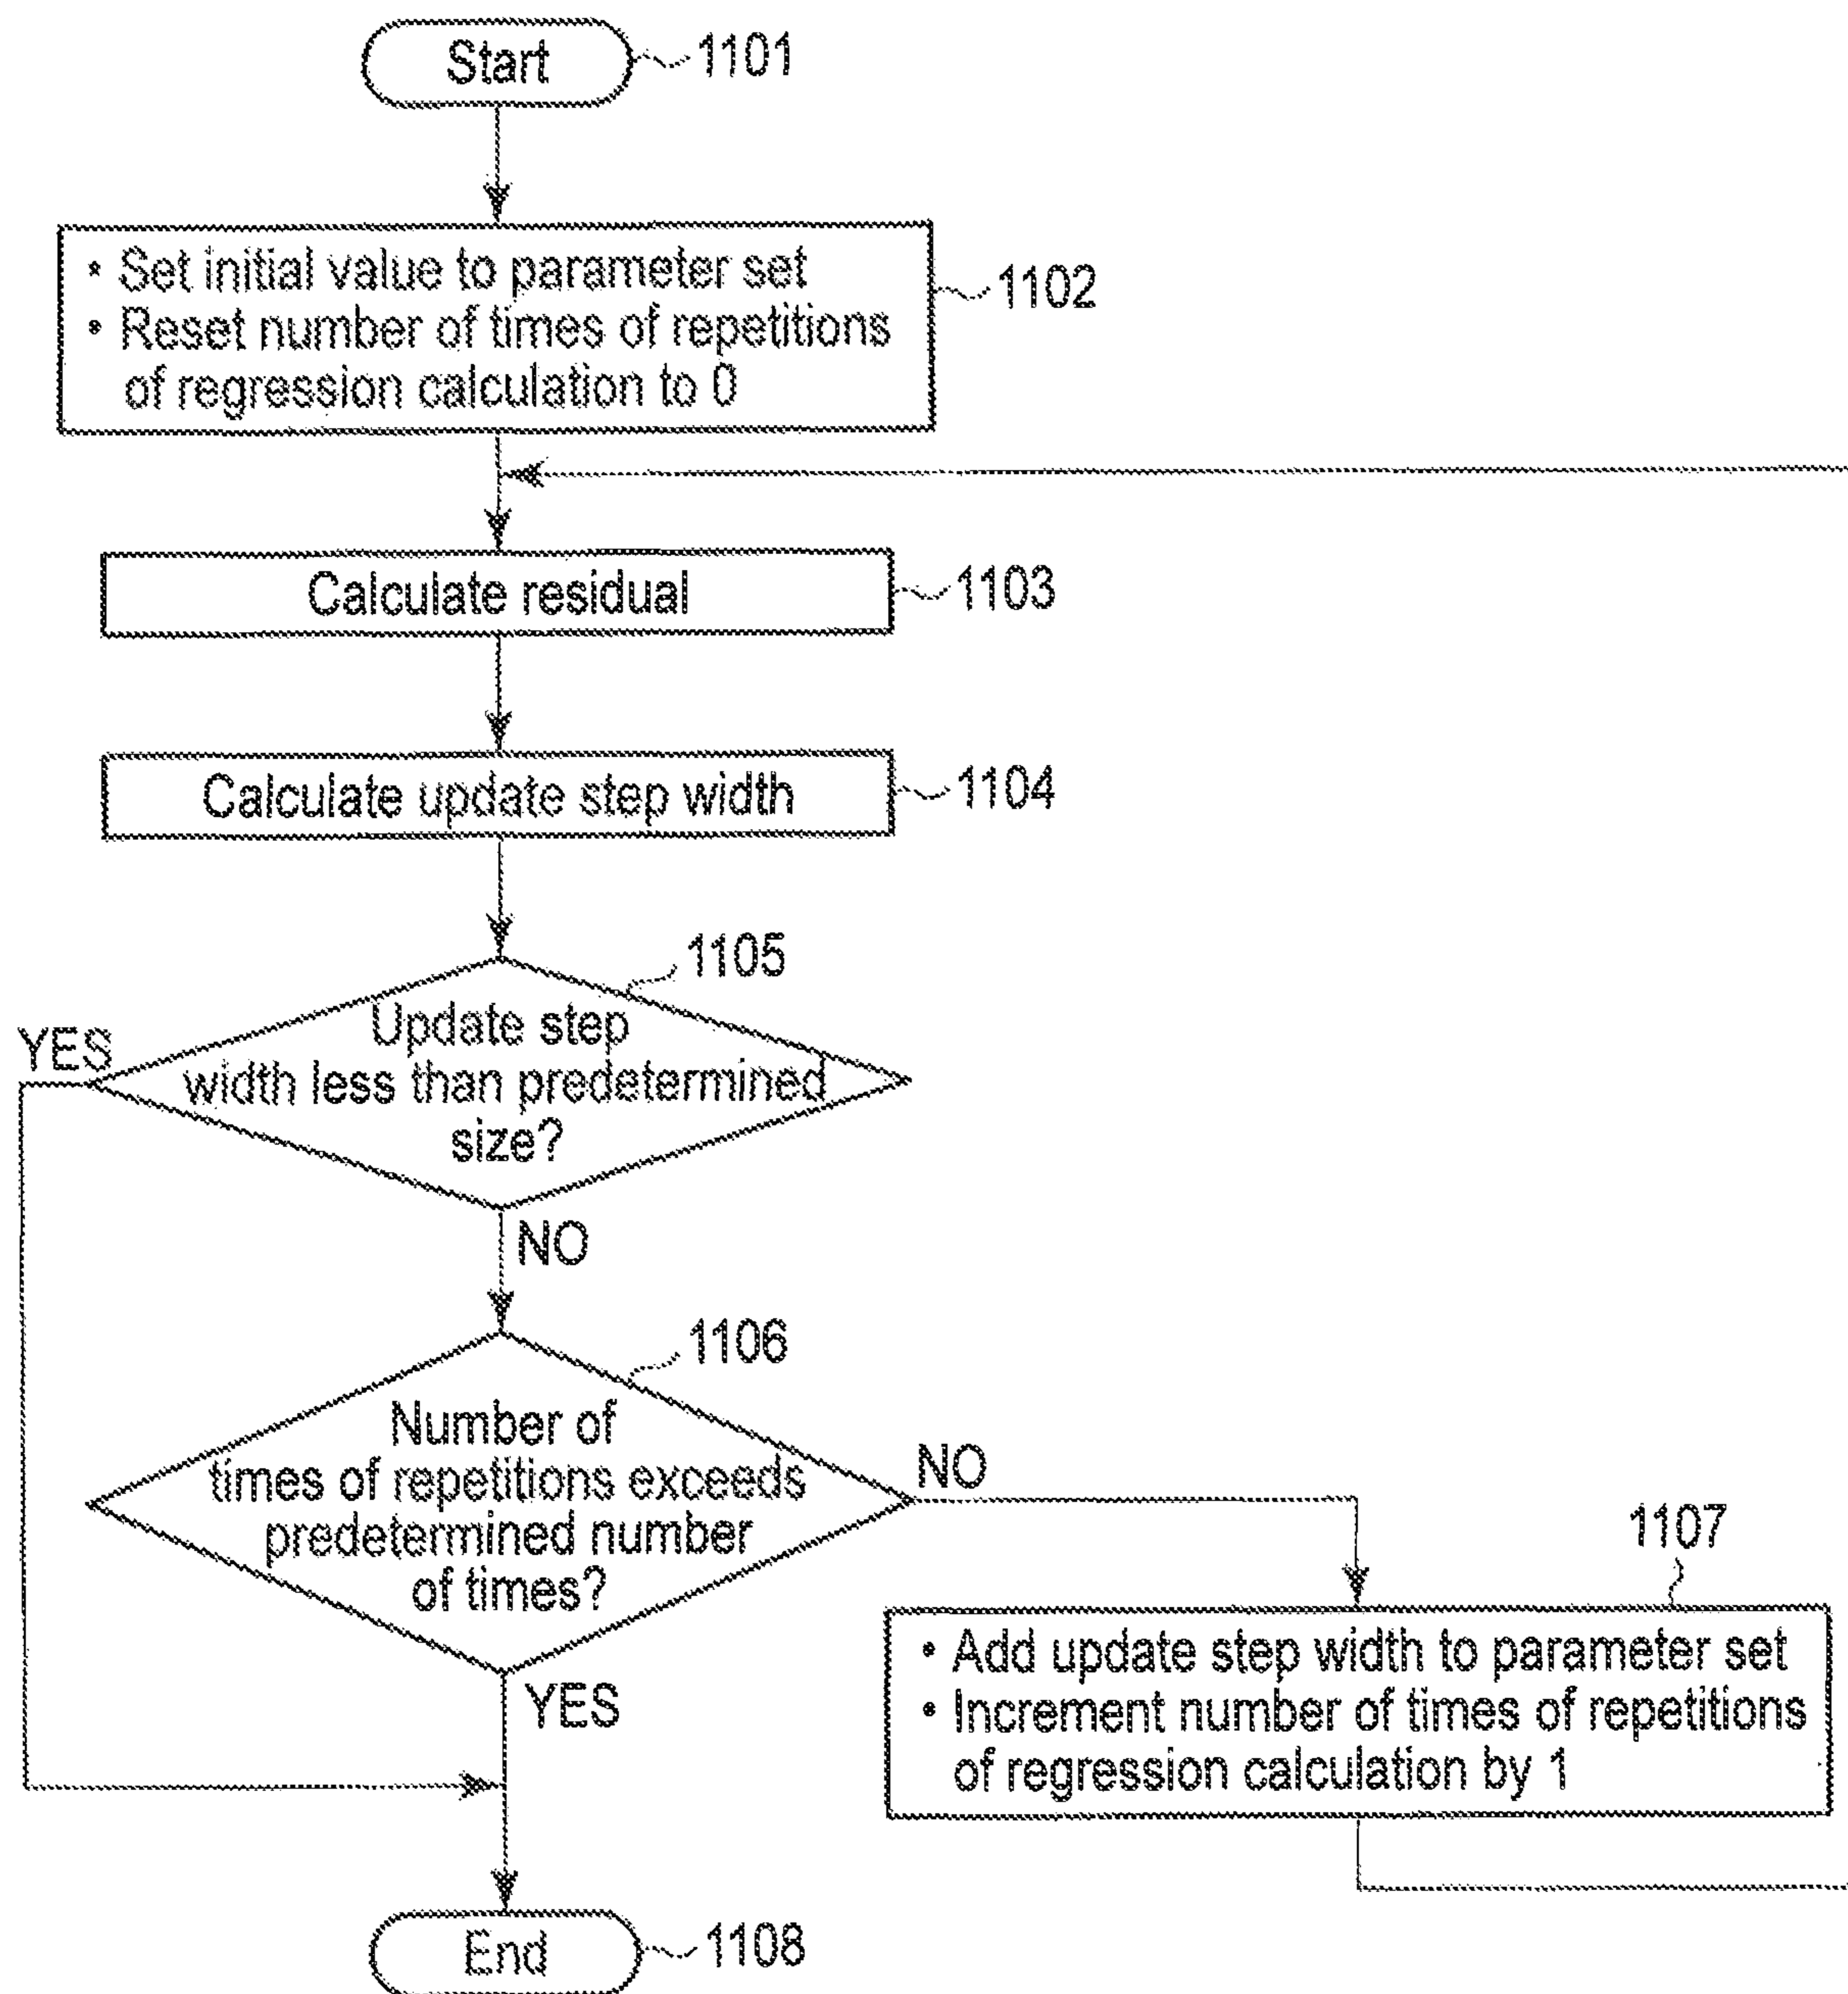 Start
1101
• Set initial value to parameter set
• Reset number of times of repetitions
of regression calculation to 0
1102
Calculate residual
1103
Calculate update step width
1104
1105
Update step
width less than predetermined
size?
YES
NO
1106
Number of
times of repetitions exceeds
predetermined number
of times?
NO
YES
1107
• Add update step width to parameter set
• Increment number of times of repetitions
of regression calculation by 1
End
1108